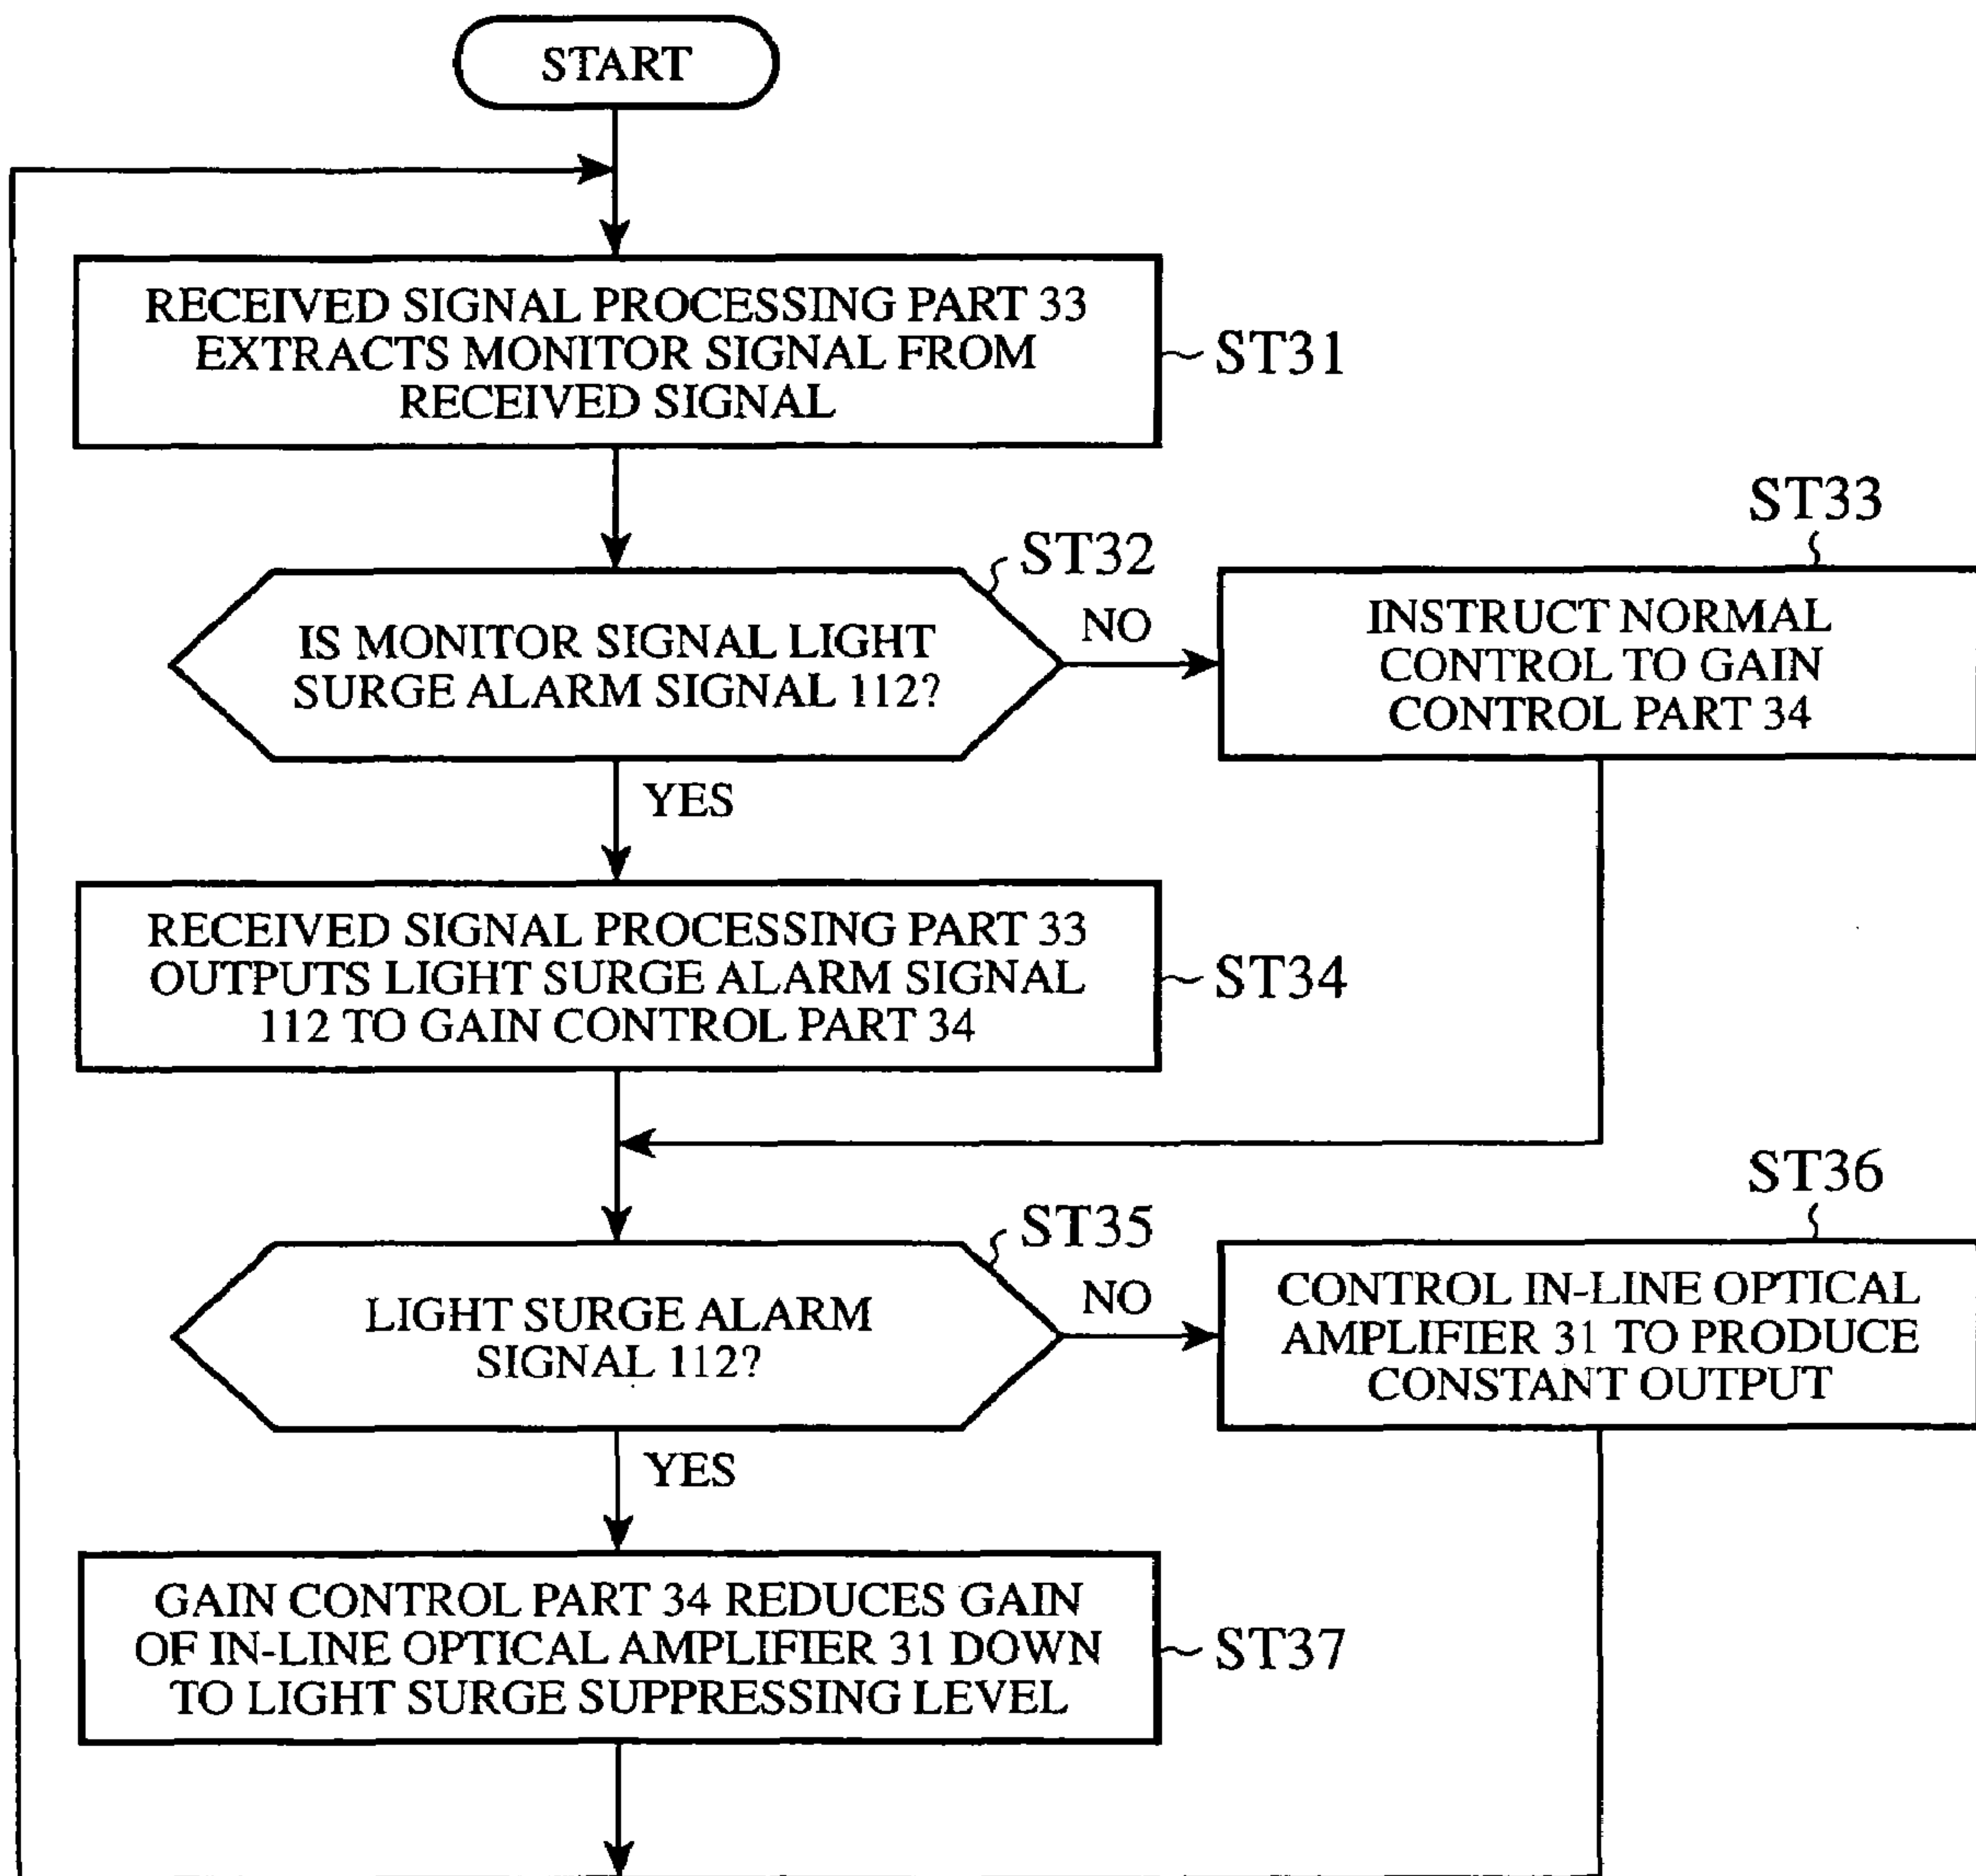 START
RECEIVED SIGNAL PROCESSING PART 33
EXTRACTS MONITOR SIGNAL FROM
RECEIVED SIGNAL
ST31
ST32
IS MONITOR SIGNAL LIGHT
SURGE ALARM SIGNAL 112?
NO
ST33
INSTRUCT NORMAL
CONTROL TO GAIN
CONTROL PART 34
YES
RECEIVED SIGNAL PROCESSING PART 33
OUTPUTS LIGHT SURGE ALARM SIGNAL
112 TO GAIN CONTROL PART 34
ST34
ST35
LIGHT SURGE ALARM
SIGNAL 112?
NO
ST36
CONTROL IN-LINE OPTICAL
AMPLIFIER 31 TO PRODUCE
CONSTANT OUTPUT
YES
GAIN CONTROL PART 34 REDUCES GAIN
OF IN-LINE OPTICAL AMPLIFIER 31 DOWN
TO LIGHT SURGE SUPPRESSING LEVEL
ST37